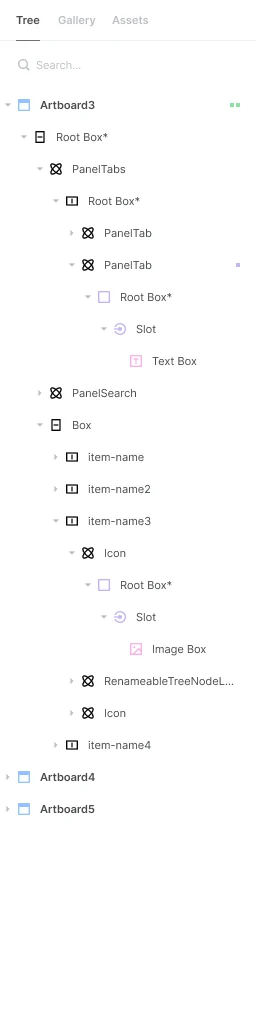 Tree Gallery Assets
Search...
Artboard3
Root Box*
PanelTabs
Root Box*
PanelTab
PanelTab
Root Box*
Slot
Text Box
PanelSearch
Box
item-name
item-name2
item-name3
Icon
Root Box*
Slot
Image Box
RenameableTreeNodeL...
Icon
item-name4
Artboard4
Artboard5